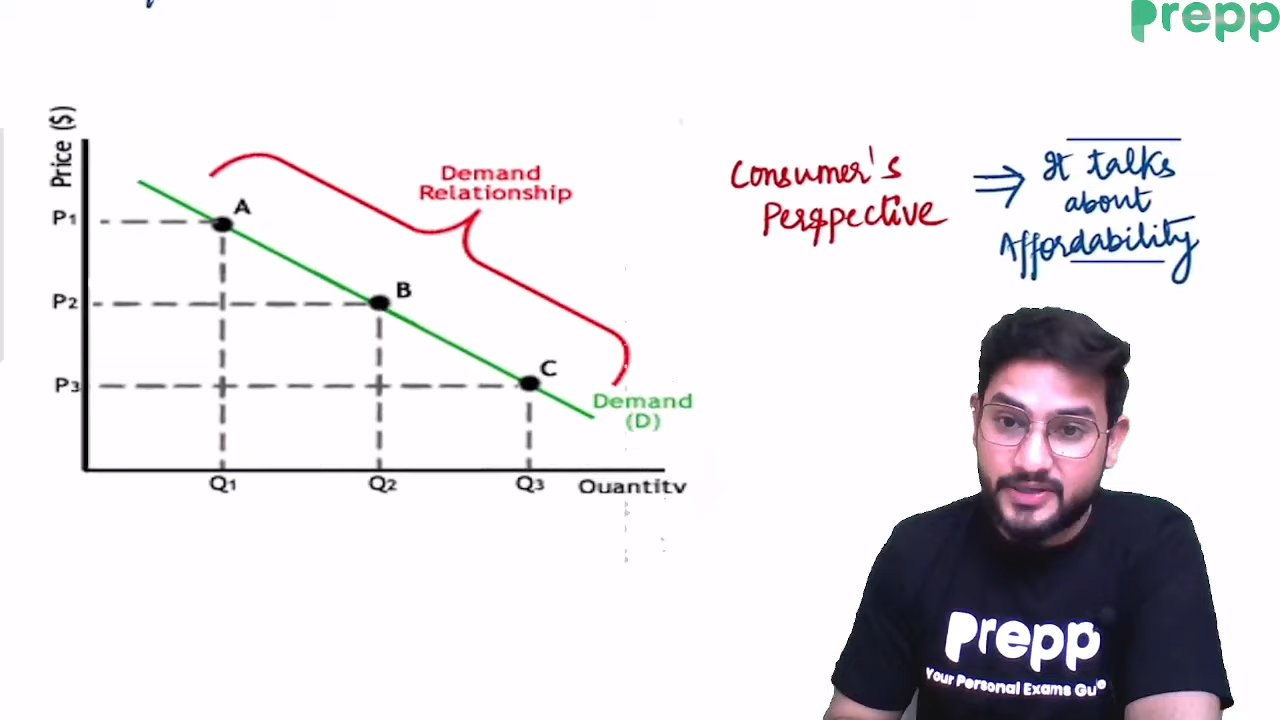 Prepp
Price ($)
Demand
Relationship
A
P1
B
P2
C
P3
Demand
(D)
Q1
Q2
Q3
Quantity
Consumer's
Perspective
⇒
It talks
about
Affordability
Prepp
Your Personal Exams Guide